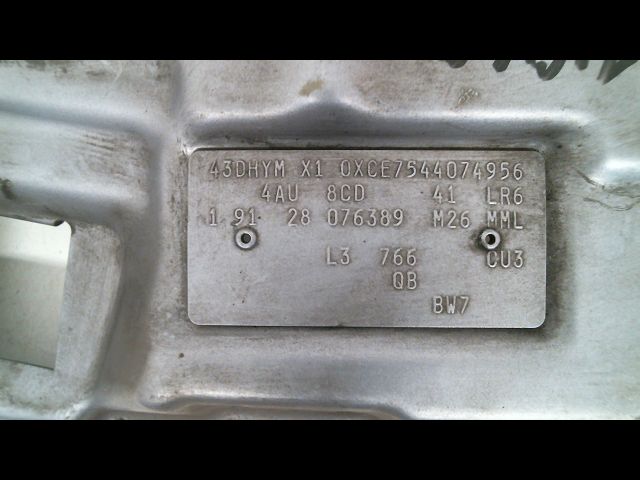 43DHYM X1 0XCE7544074956
4AU 8CD 41 LR6
1 91 28 076389 M26 MML
L3 766 CU3
QB
BW7